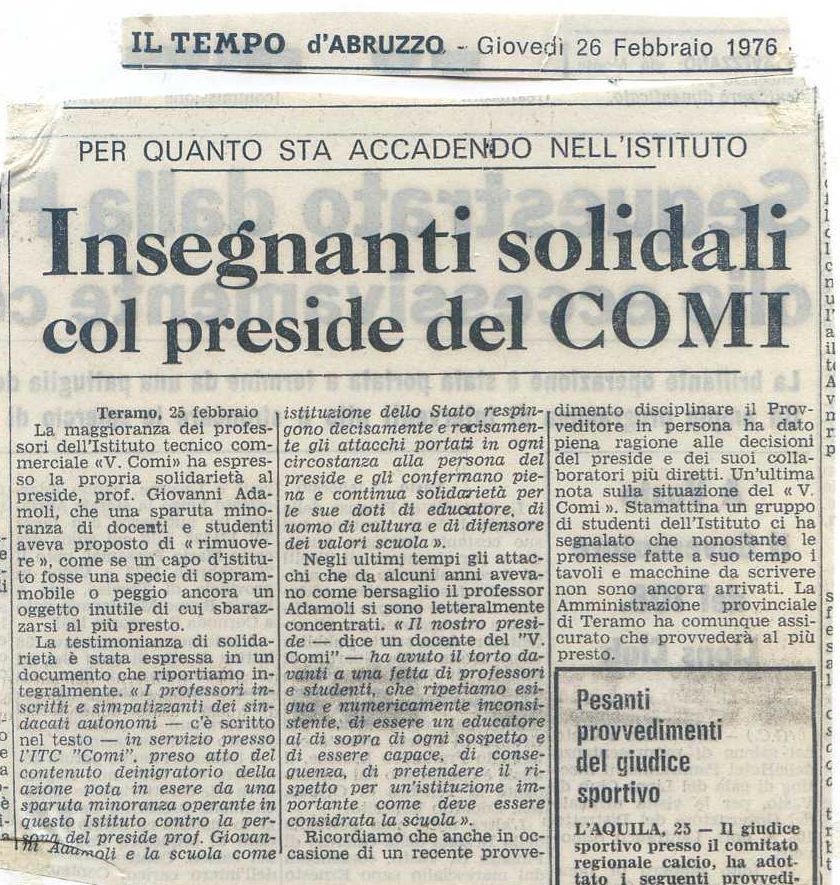 IL TEMPO d'ABRUZZO - Giovedì 26 Febbraio 1976
PER QUANTO STA ACCADENDO NELL'ISTITUTO
Insegnanti solidali
col preside del COMI
Teramo, 25 febbraio
La maggioranza dei profes-
sori dell'Istituto tecnico com-
merciale «V. Comi» ha espres-
so la propria solidarietà al
preside, prof. Giovanni Ada-
moli, che una sparuta mino-
ranza di docenti e studenti
aveva proposto di « rimuove-
re », come se un capo d'istitu-
to fosse una specie di sopram-
mobile o peggio ancora un
oggetto inutile di cui sbaraz-
zarsi al più presto.
La testimonianza di solida-
rietà è stata espressa in un
documento che riportiamo in-
tegralmente. « I professori in-
scritti e simpatizzanti dei sin-
dacati autonomi — c'è scritto
nel testo — in servizio presso
l'ITC "Comi", preso atto del
contenuto deinigratorio della
azione pota in esere da una
sparuta minoranza operante in
questo Istituto contro la per-
sona del preside prof. Giovan-
ni Adamoli e la scuola come
istituzione dello Stato respin-
gono decisamente e recisamen-
te gli attacchi portati in ogni
circostanza alla persona del
preside e gli confermano pie-
na e continua solidarietà per
le sue doti di educatore, di
uomo di cultura e di difensore
dei valori scuola ».
Negli ultimi tempi gli attac-
chi che da alcuni anni aveva-
no come bersaglio il professor
Adamoli si sono letteralmente
concentrati. « Il nostro presi-
de — dice un docente del "V.
Comi" — ha avuto il torto da-
vanti a una fetta di professori
e studenti, che ripetiamo esi-
gua e numericamente inconsi-
stente, di essere un educatore
al di sopra di ogni sospetto e
di essere capace, di conse-
guenza, di pretendere il ri-
spetto per un'istituzione im-
portante come deve essere
considrata la scuola ».
Ricordiamo che anche in oc-
casione di un recente provve-
dimento disciplinare il Prov-
veditore in persona ha dato
piena ragione alle decisioni
del preside e dei suoi colla-
boratori più diretti. Un'ultima
nota sulla situazione del « V.
Comi ». Stamattina un gruppo
di studenti dell'Istituto ci ha
segnalato che nonostante le
promesse fatte a suo tempo i
tavoli e macchine da scrivere
non sono ancora arrivati. La
Amministrazione provinciale
di Teramo ha comunque assi-
curato che provvederà al più
presto.
Pesanti
provvedimenti
del giudice
sportivo
L'AQUILA, 25 — Il giudice
sportivo presso il comitato
regionale calcio, ha adot-
tato i seguenti provvedi-